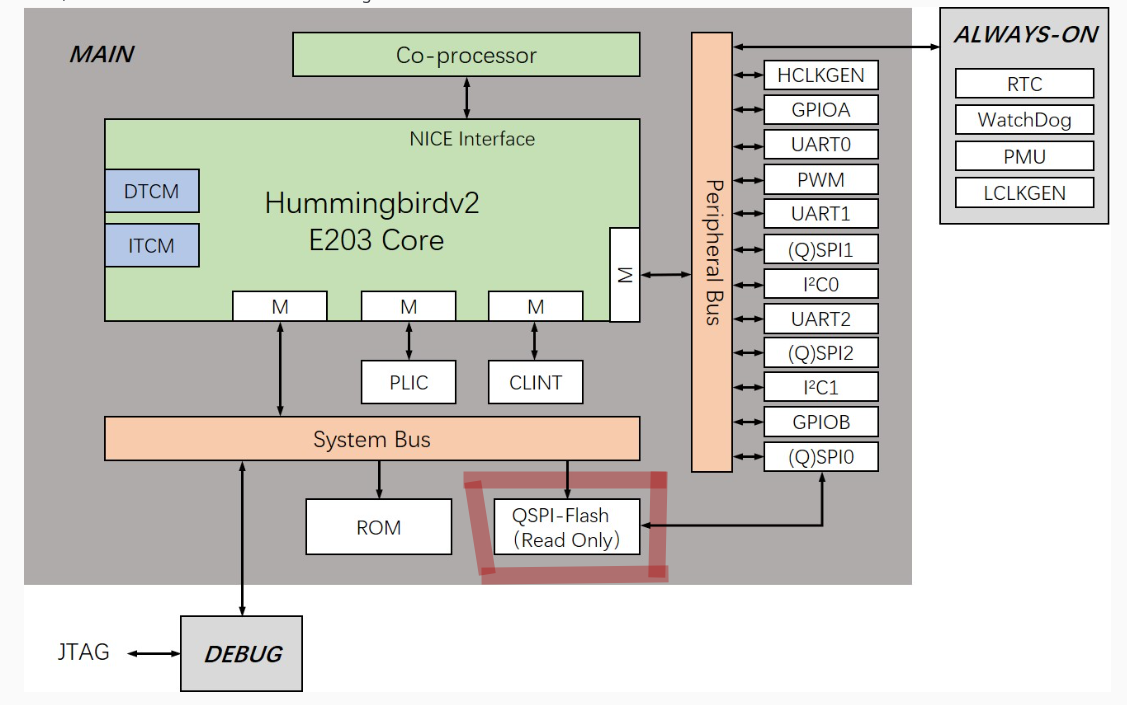 MAIN
Co-processor
NICE Interface
DTCM
ITCM
Hummingbirdv2
E203 Core
M
M
M
M
PLIC
CLINT
System Bus
ROM
QSPI-Flash
(Read Only)
Peripheral Bus
HCLKGEN
GPIOA
UART0
PWM
UART1
(Q)SPI1
I²C0
UART2
(Q)SPI2
I²C1
GPIOB
(Q)SPI0
ALWAYS-ON
RTC
WatchDog
PMU
LCLKGEN
JTAG
DEBUG